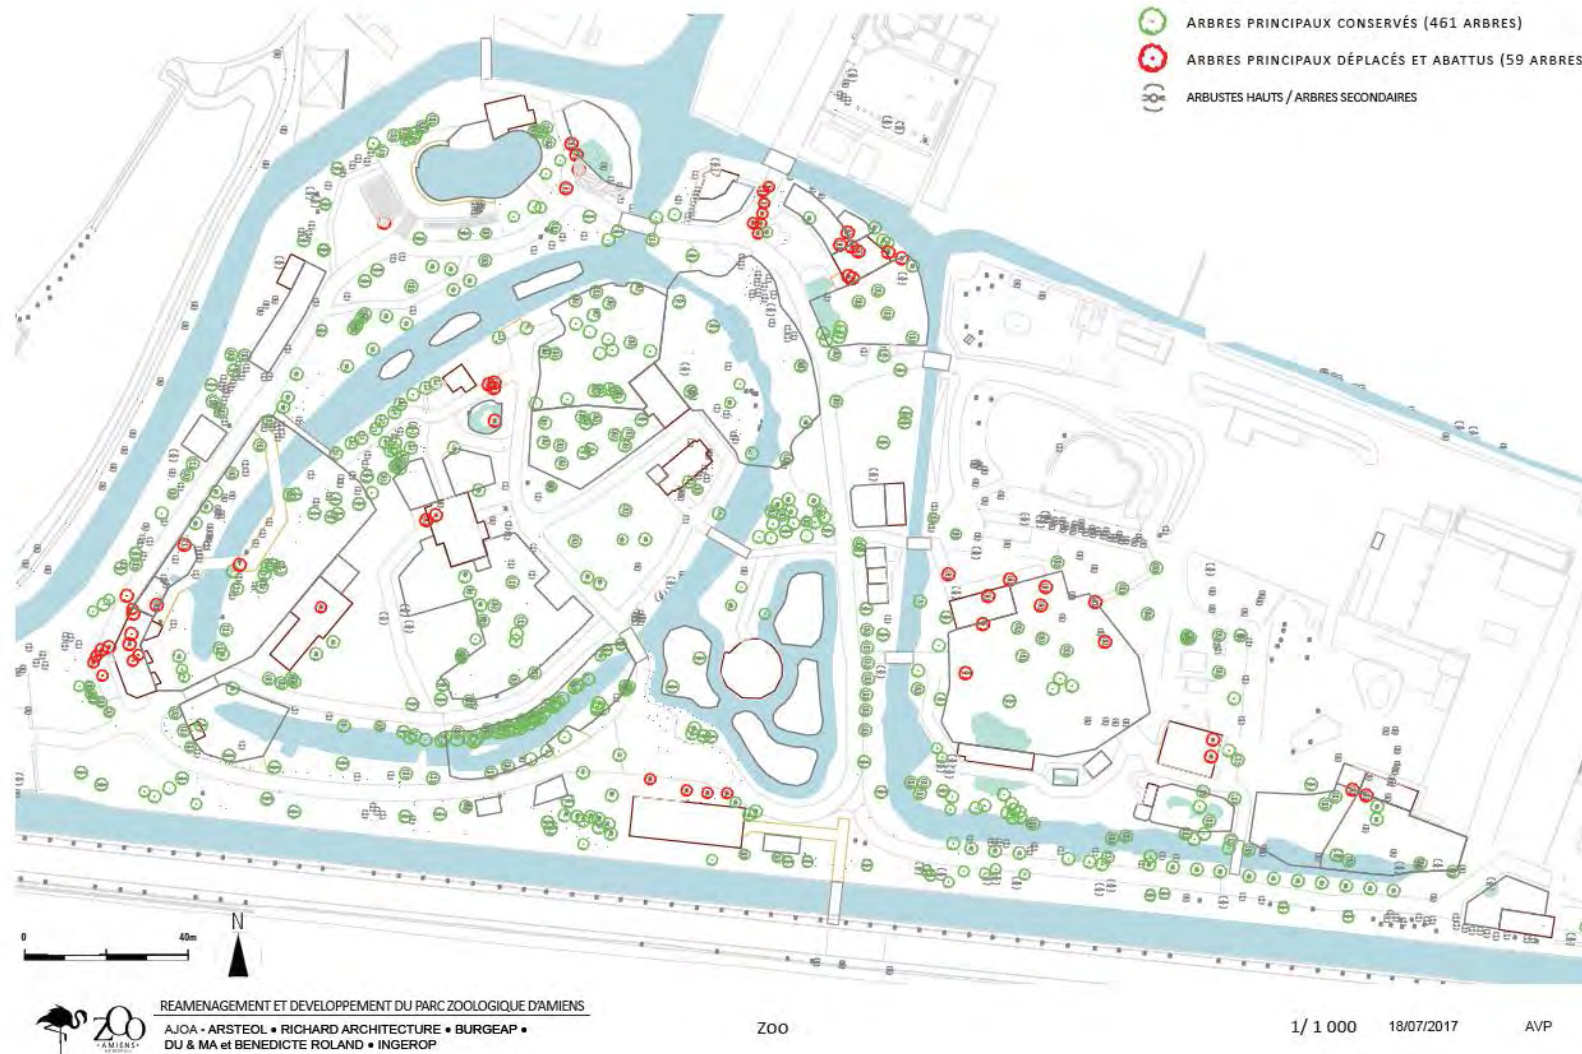 ARBRES PRINCIPAUX CONSERVÉS (461 ARBRES)
ARBRES PRINCIPAUX DÉPLACÉS ET ABATTUS (59 ARBRES
ARBUSTES HAUTS / ARBRES SECONDAIRES
N
0 40m
REAMENAGEMENT ET DEVELOPPEMENT DU PARC ZOOLOGIQUE D'AMIENS
AJOA • ARSTEOL • RICHARD ARCHITECTURE • BURGEAP •
DU & MA et BENEDICTE ROLAND • INGEROP
ZOO
AMIENS
MÉTROPOLE
Zoo
1/ 1 000 18/07/2017 AVP